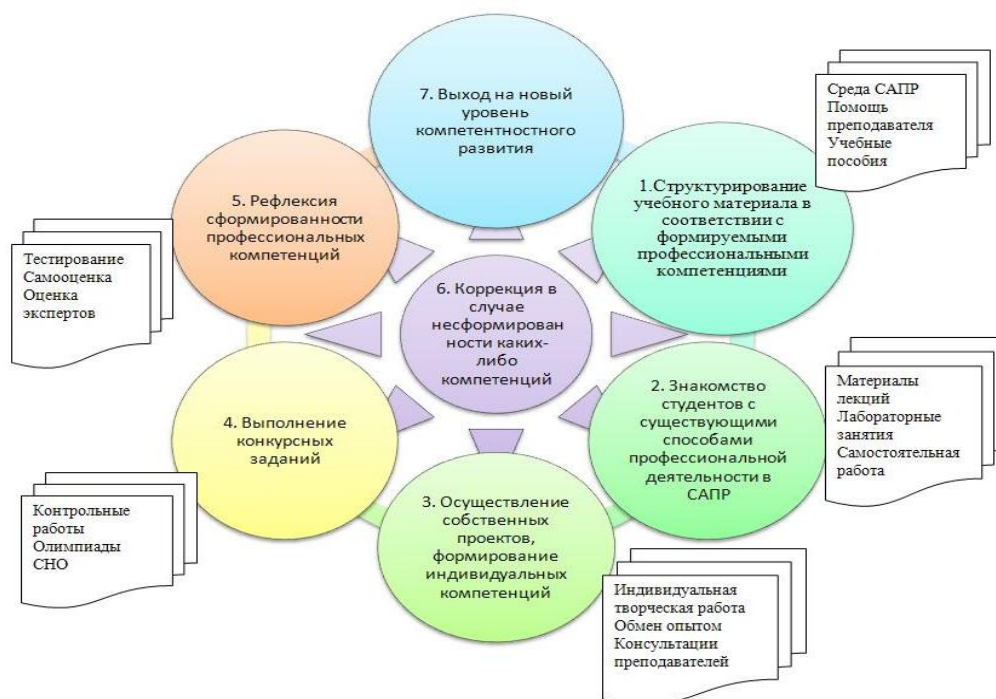 7. Выход на новый
уровень
компетентностного
развития
Среда САПР
Помощь
преподавателя
Учебные
пособия
1.Структурирование
учебного материала в
соответствии с
формируемыми
профессиональными
компетенциями
5. Рефлексия
сформированности
профессиональных
компетенций
Тестирование
Самооценка
Оценка
экспертов
6. Коррекция в
случае
несформирован
ности каких-
либо
компетенций
2. Знакомство
студентов с
существующими
способами
профессиональной
деятельности в
САПР
Материалы
лекций
Лабораторные
занятия
Самостоятельная
работа
4. Выполнение
конкурсных
заданий
Контрольные
работы
Олимпиады
СНО
3. Осуществление
собственных
проектов,
формирование
индивидуальных
компетенций
Индивидуальная
творческая работа
Обмен опытом
Консультации
преподавателей